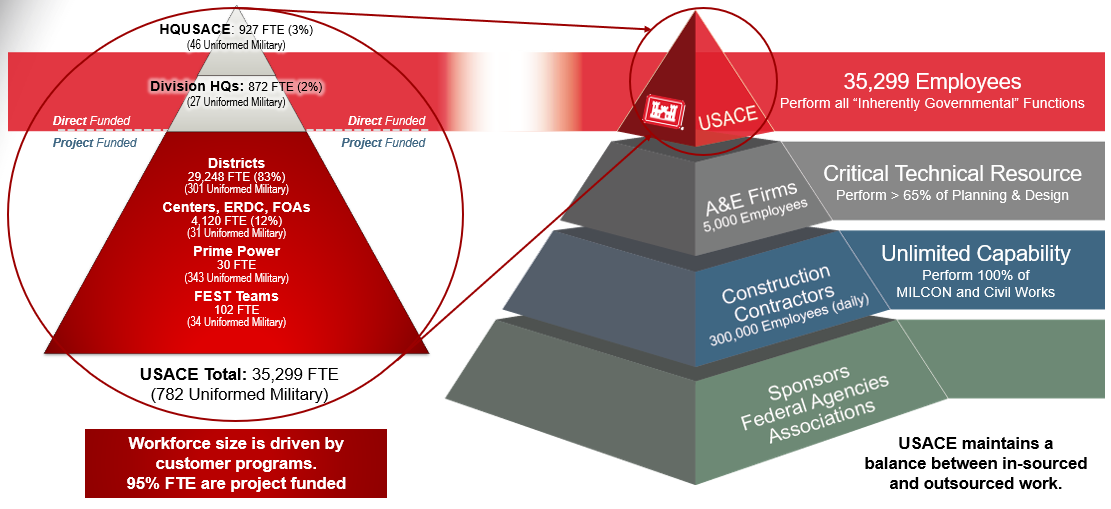 HQUSACE: 927 FTE (3%)
(46 Uniformed Military)
Division HQs: 872 FTE (2%)
(27 Uniformed Military)
Direct Funded
Direct Funded
Project Funded
Project Funded
Districts
29,248 FTE (83%)
(301 Uniformed Military)
Centers, ERDC, FOAs
4,120 FTE (12%)
(31 Uniformed Military)
Prime Power
30 FTE
(343 Uniformed Military)
FEST Teams
102 FTE
(34 Uniformed Military)
USACE Total: 35,299 FTE
(782 Uniformed Military)
Workforce size is driven by
customer programs.
95% FTE are project funded
USACE
35,299 Employees
Perform all “Inherently Governmental” Functions
A&E Firms
5,000 Employees
Critical Technical Resource
Perform > 65% of Planning & Design
Construction
Contractors
300,000 Employees (daily)
Unlimited Capability
Perform 100% of
MILCON and Civil Works
Sponsors
Federal Agencies
Associations
USACE maintains a
balance between in-sourced
and outsourced work.